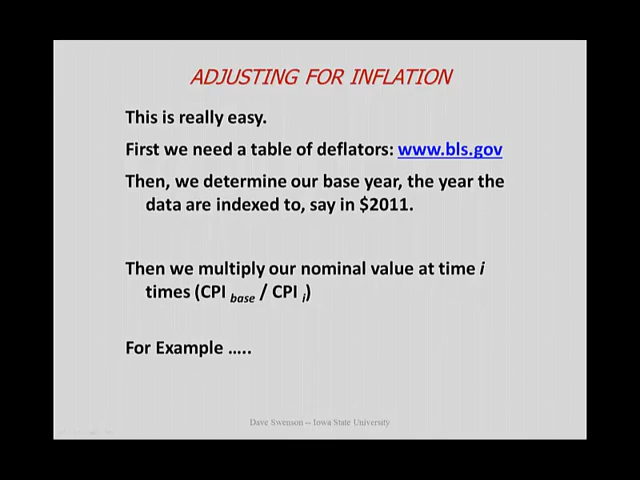 ADJUSTING FOR INFLATION
This is really easy.
First we need a table of deflators: www.bls.gov
Then, we determine our base year, the year the
data are indexed to, say in $2011.
Then we multiply our nominal value at time i
times (CPI base / CPI i)
For Example …..
Dave Swenson -- Iowa State University